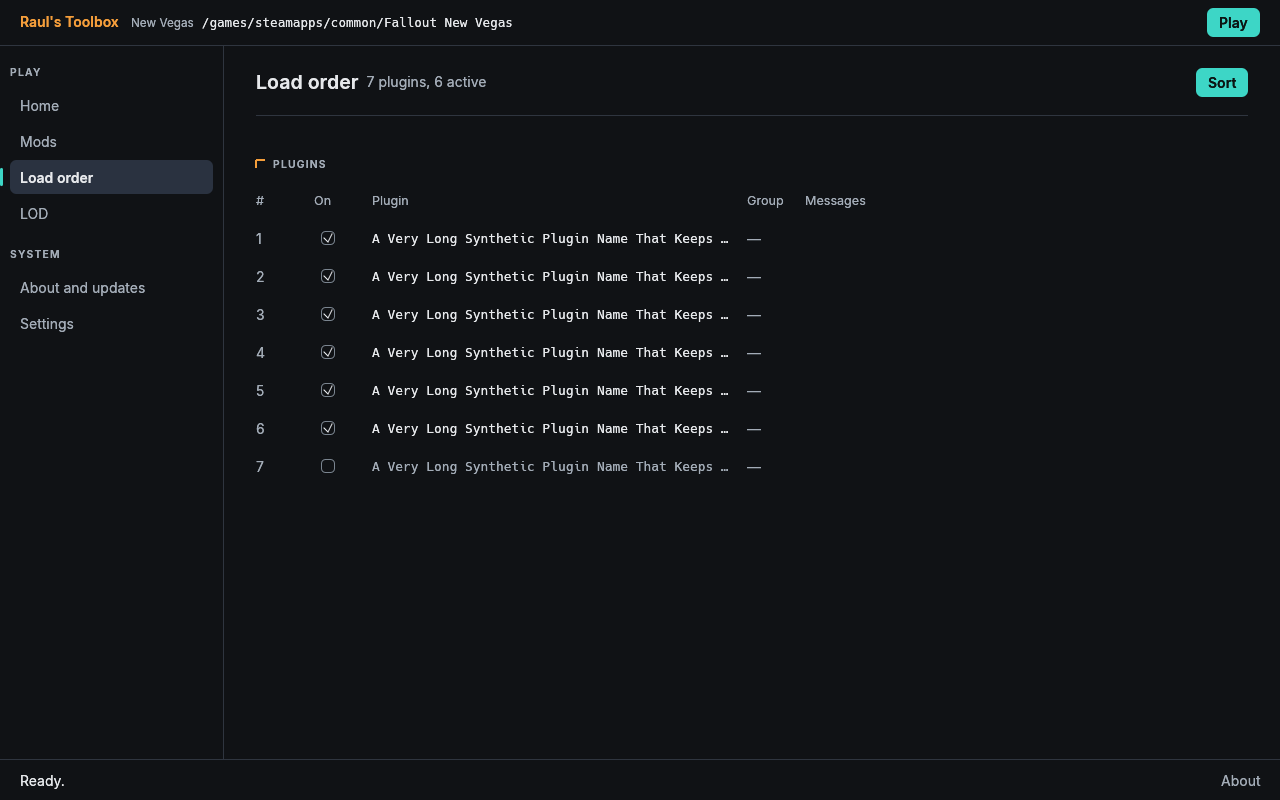 Raul's Toolbox New Vegas /games/steamapps/common/Fallout New Vegas Play
PLAY
Home
Mods
Load order
LOD
SYSTEM
About and updates
Settings
Load order 7 plugins, 6 active Sort
PLUGINS
# On Plugin Group Messages
1 A Very Long Synthetic Plugin Name That Keeps … —
2 A Very Long Synthetic Plugin Name That Keeps … —
3 A Very Long Synthetic Plugin Name That Keeps … —
4 A Very Long Synthetic Plugin Name That Keeps … —
5 A Very Long Synthetic Plugin Name That Keeps … —
6 A Very Long Synthetic Plugin Name That Keeps … —
7 A Very Long Synthetic Plugin Name That Keeps … —
Ready. About